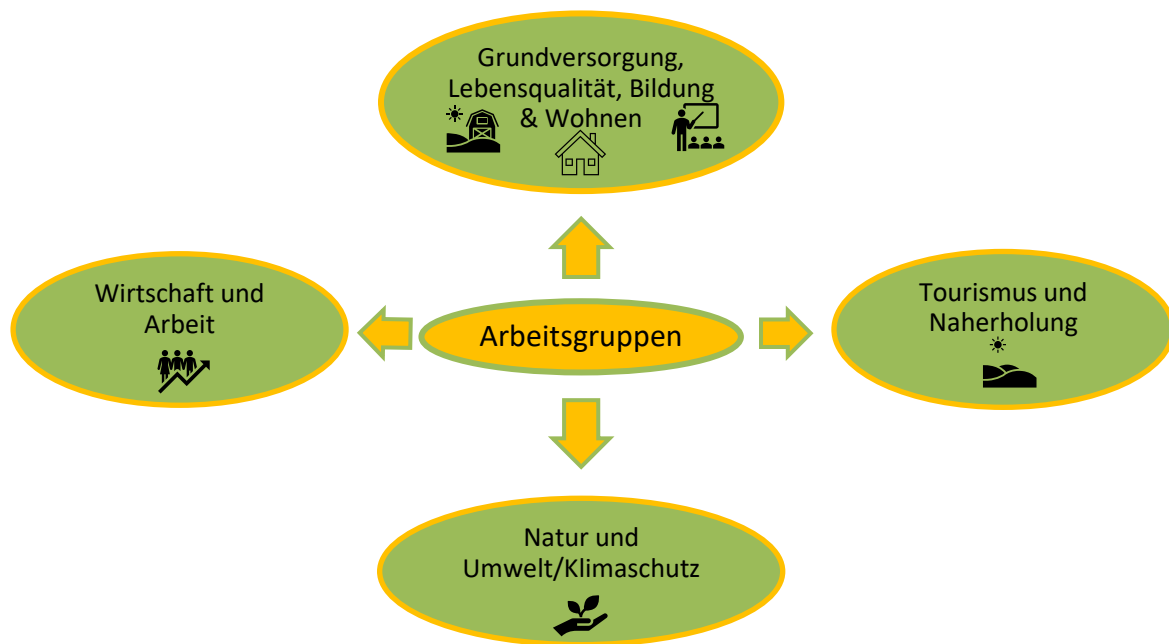 Grundversorgung,
Lebensqualität, Bildung
& Wohnen
Wirtschaft und
Arbeit
Arbeitsgruppen
Tourismus und
Naherholung
Natur und
Umwelt/Klimaschutz